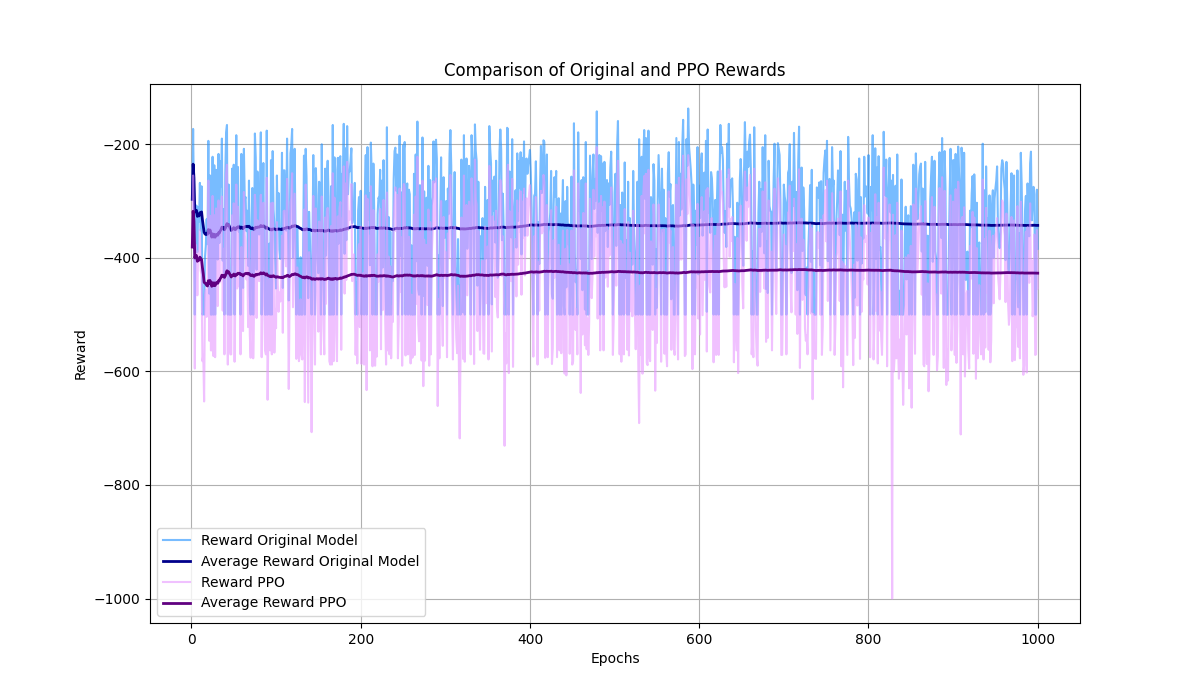 Comparison of Original and PPO Rewards
Reward
−200
−300
−400
−600
−800
−1000
Reward Original Model
Average Reward Original Model
Reward PPO
Average Reward PPO
0
200
400
600
800
1000
Epochs